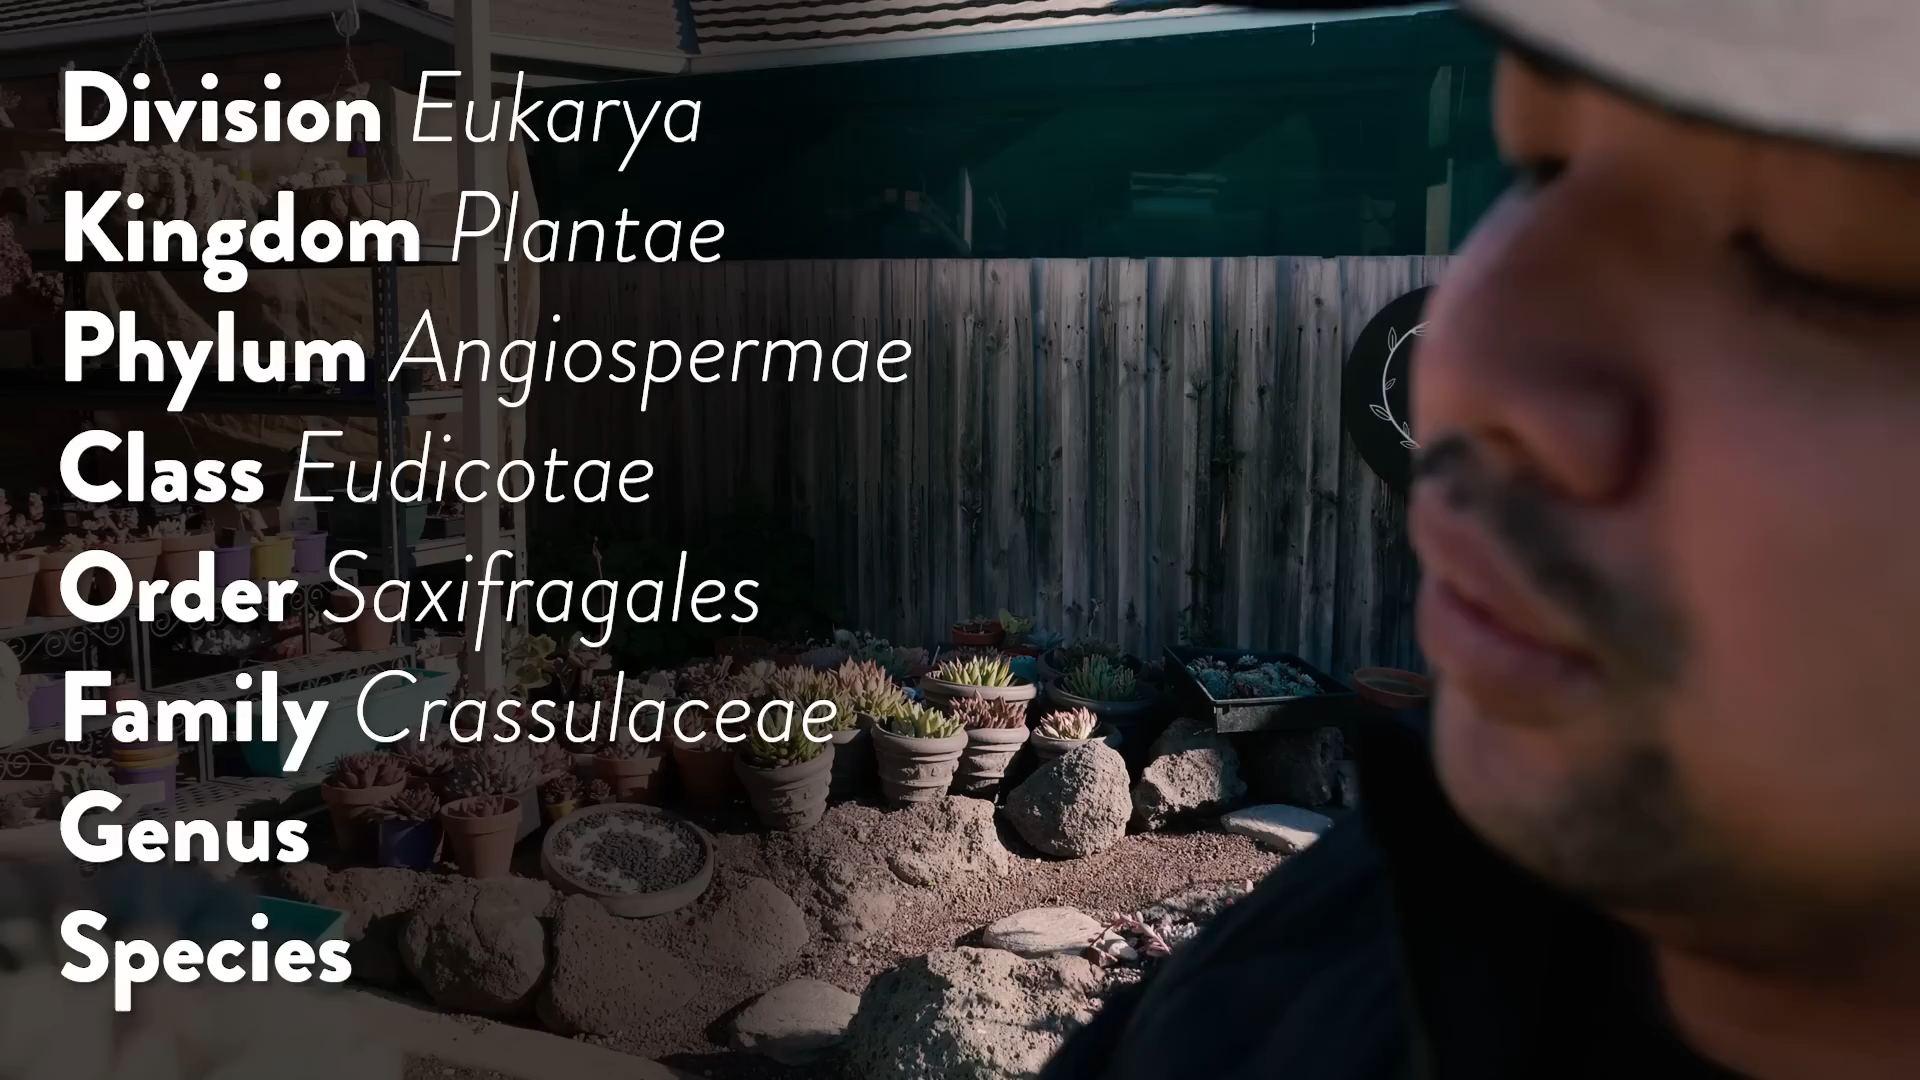 Division Eukarya
Kingdom Plantae
Phylum Angiospermae
Class Eudicotae
Order Saxifragales
Family Crassulaceae
Genus
Species